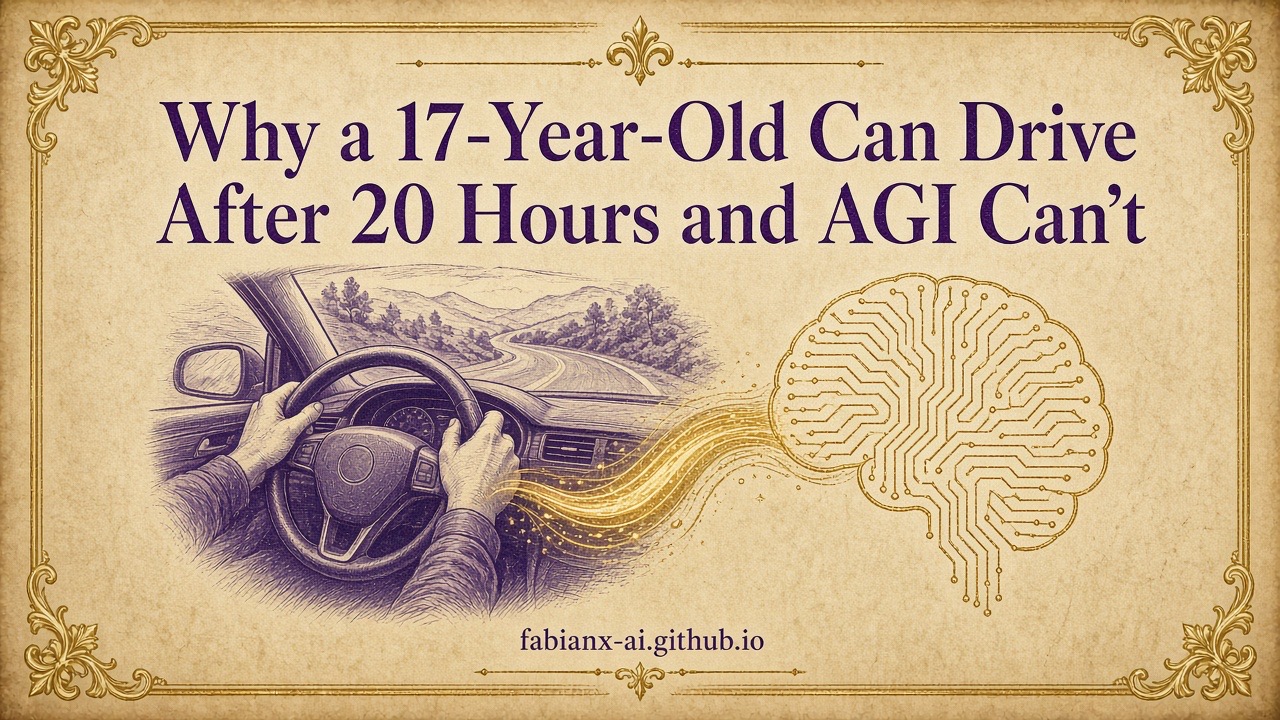 Why a 17-Year-Old Can Drive
After 20 Hours and AGI Can’t
fabianx-ai.github.io